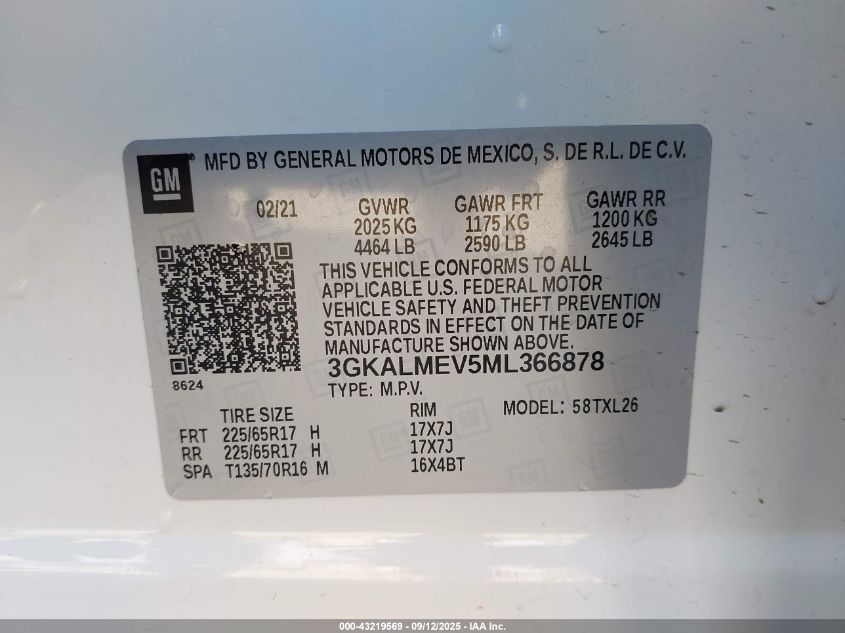 GM ® MFD BY GENERAL MOTORS DE MEXICO, S. DE R.L. DE C.V.
02/21 GVWR GAWR FRT GAWR RR
2025 KG 1175 KG 1200 KG
4464 LB 2590 LB 2645 LB
THIS VEHICLE CONFORMS TO ALL
APPLICABLE U.S. FEDERAL MOTOR
VEHICLE SAFETY AND THEFT PREVENTION
STANDARDS IN EFFECT ON THE DATE OF
MANUFACTURE SHOWN ABOVE.
3GKALMEV5ML366878
8624
TYPE: M.P.V.
TIRE SIZE RIM MODEL: 58TXL26
FRT 225/65R17 H 17X7J
RR 225/65R17 H 17X7J
SPA T135/70R16 M 16X4BT
000-43219569 - 09/12/2025 - IAA Inc.